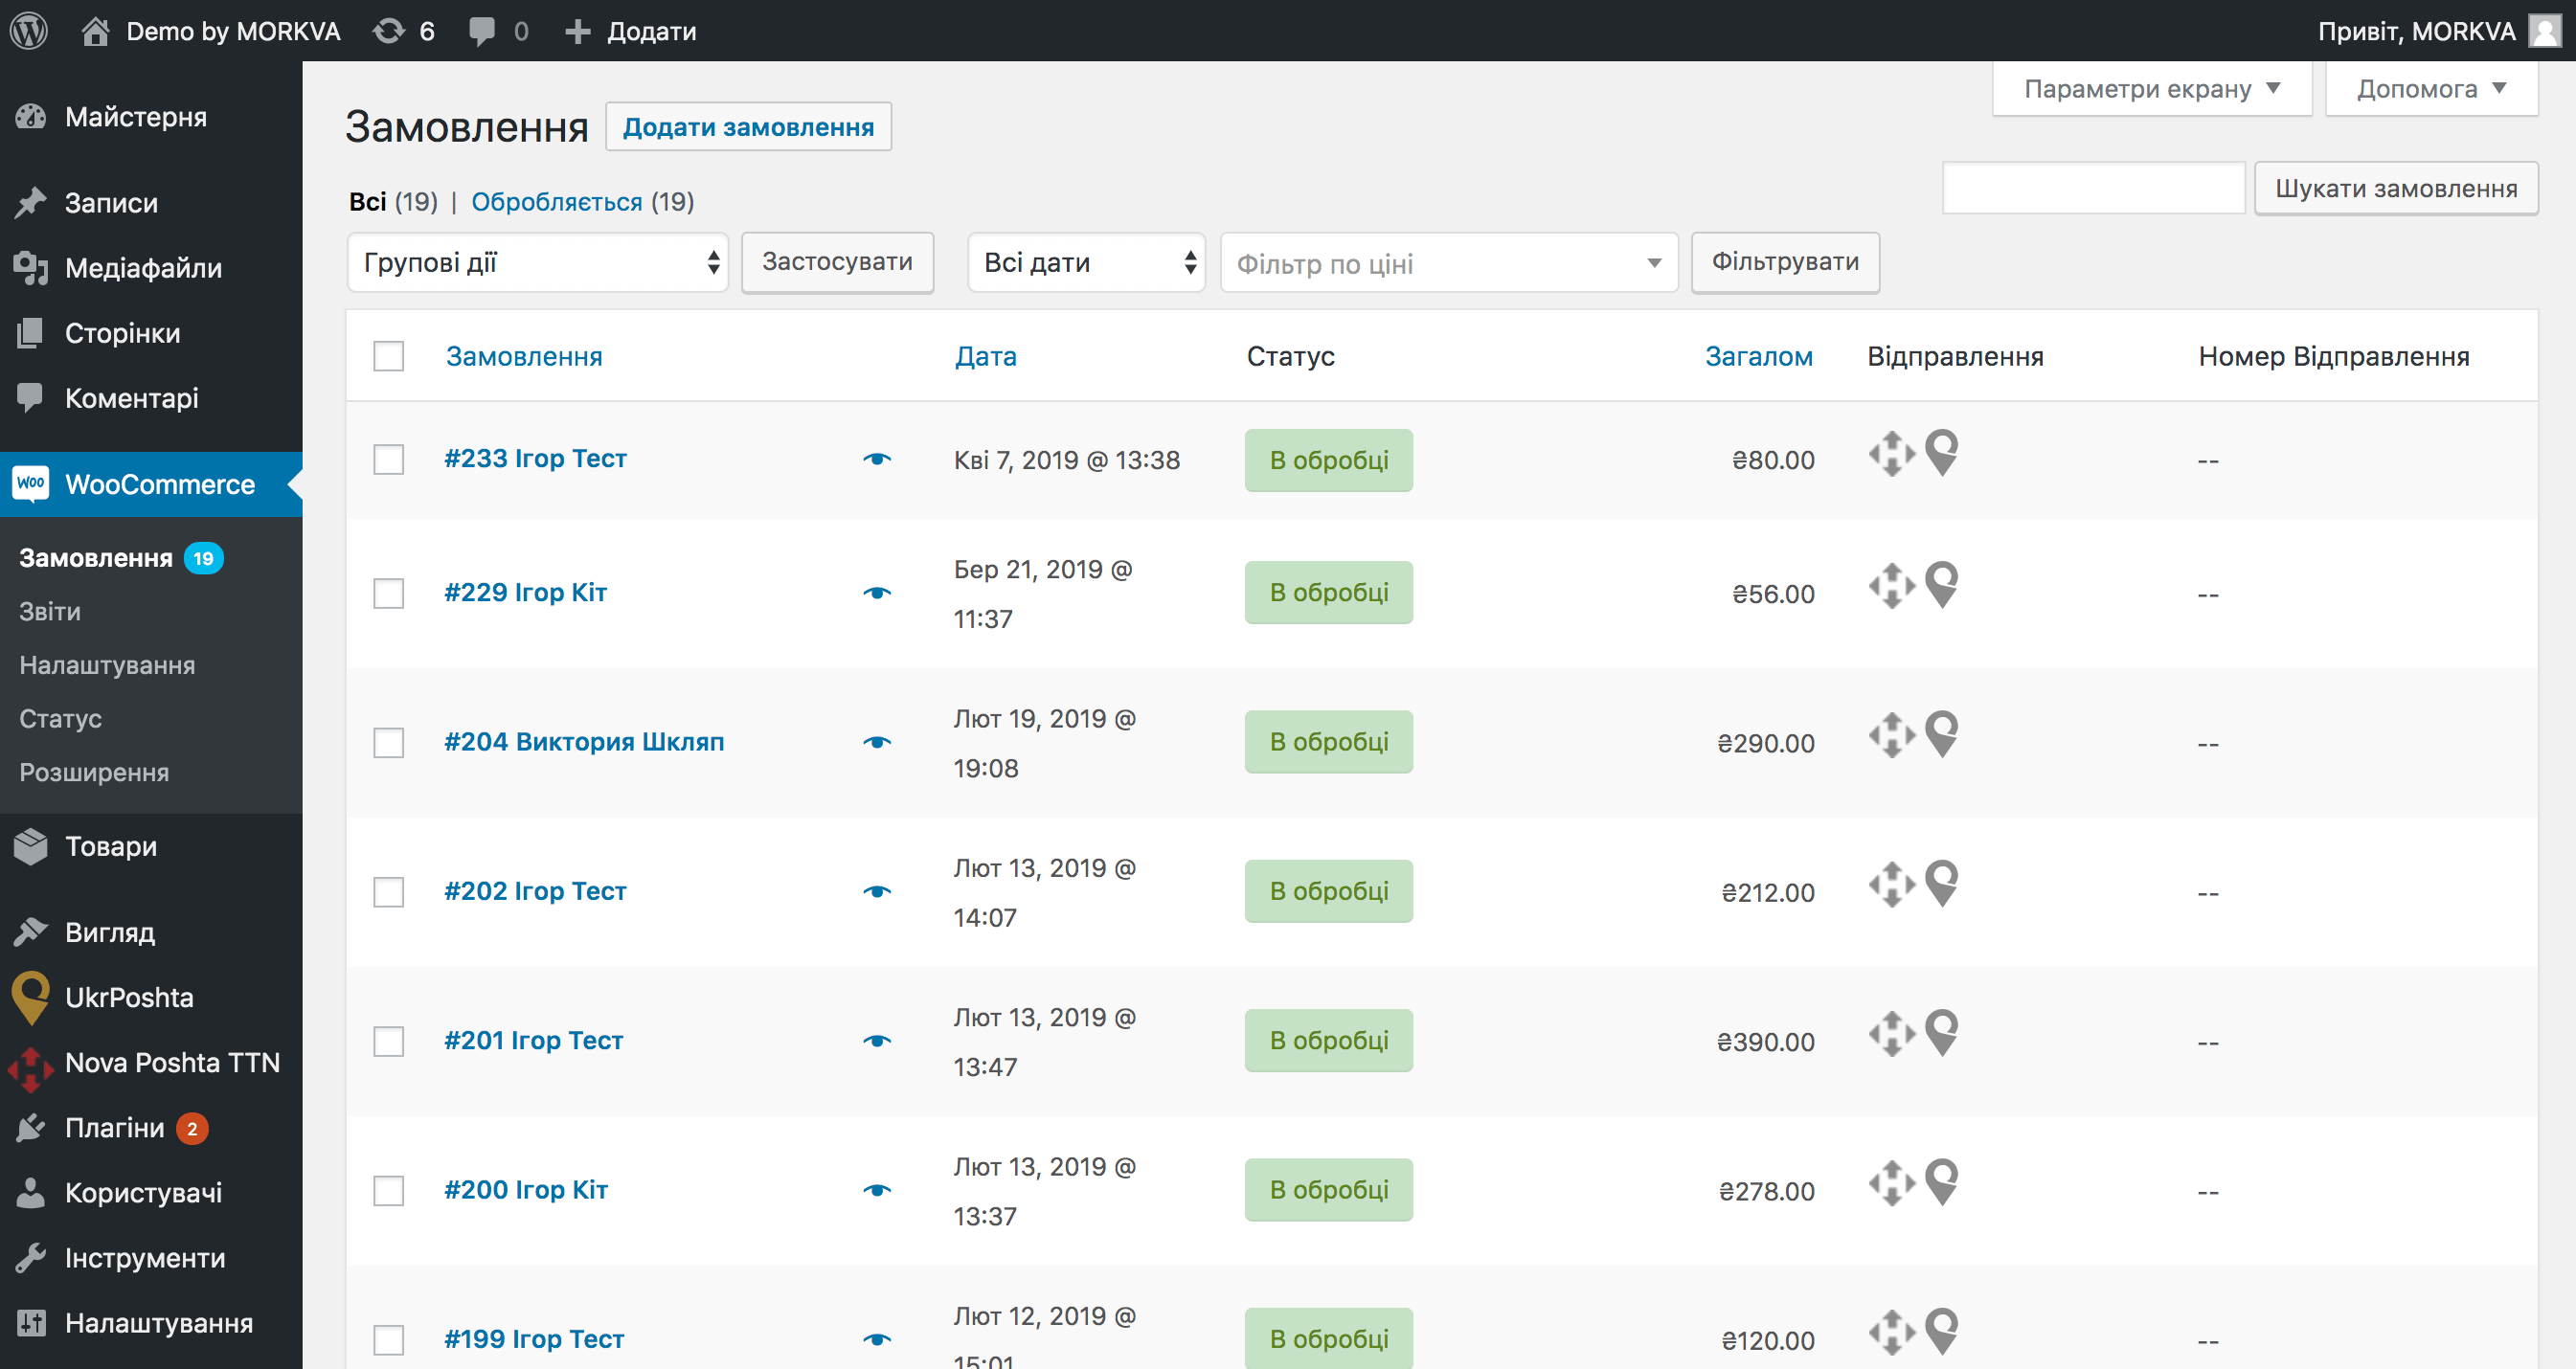 Demo by MORKVA 6 0 Додати Привіт, MORKVA
Параметри екрану Допомога
Майстерня
Записи
Медіафайли
Сторінки
Коментарі
WOO WooCommerce
Замовлення 19
Звіти
Налаштування
Статус
Розширення
Товари
Вигляд
UkrPoshta
Nova Poshta TTN
Плагіни 2
Користувачі
Інструменти
Налаштування
Замовлення Додати замовлення
Всі (19) | Обробляється (19)
Шукати замовлення
Групові дії Застосувати Всі дати Фільтр по ціні Фільтрувати
Замовлення Дата Статус Загалом Відправлення Номер Відправлення
#233 Ігор Тест Кві 7, 2019 @ 13:38 В обробці ₴80.00 --
#229 Ігор Кіт Бер 21, 2019 @ В обробці ₴56.00 --
11:37
#204 Виктория Шкляп Лют 19, 2019 @ В обробці ₴290.00 --
19:08
#202 Ігор Тест Лют 13, 2019 @ В обробці ₴212.00 --
14:07
#201 Ігор Тест Лют 13, 2019 @ В обробці ₴390.00 --
13:47
#200 Ігор Кіт Лют 13, 2019 @ В обробці ₴278.00 --
13:37
#199 Ігор Тест Лют 12, 2019 @ В обробці ₴120.00 --
15:01